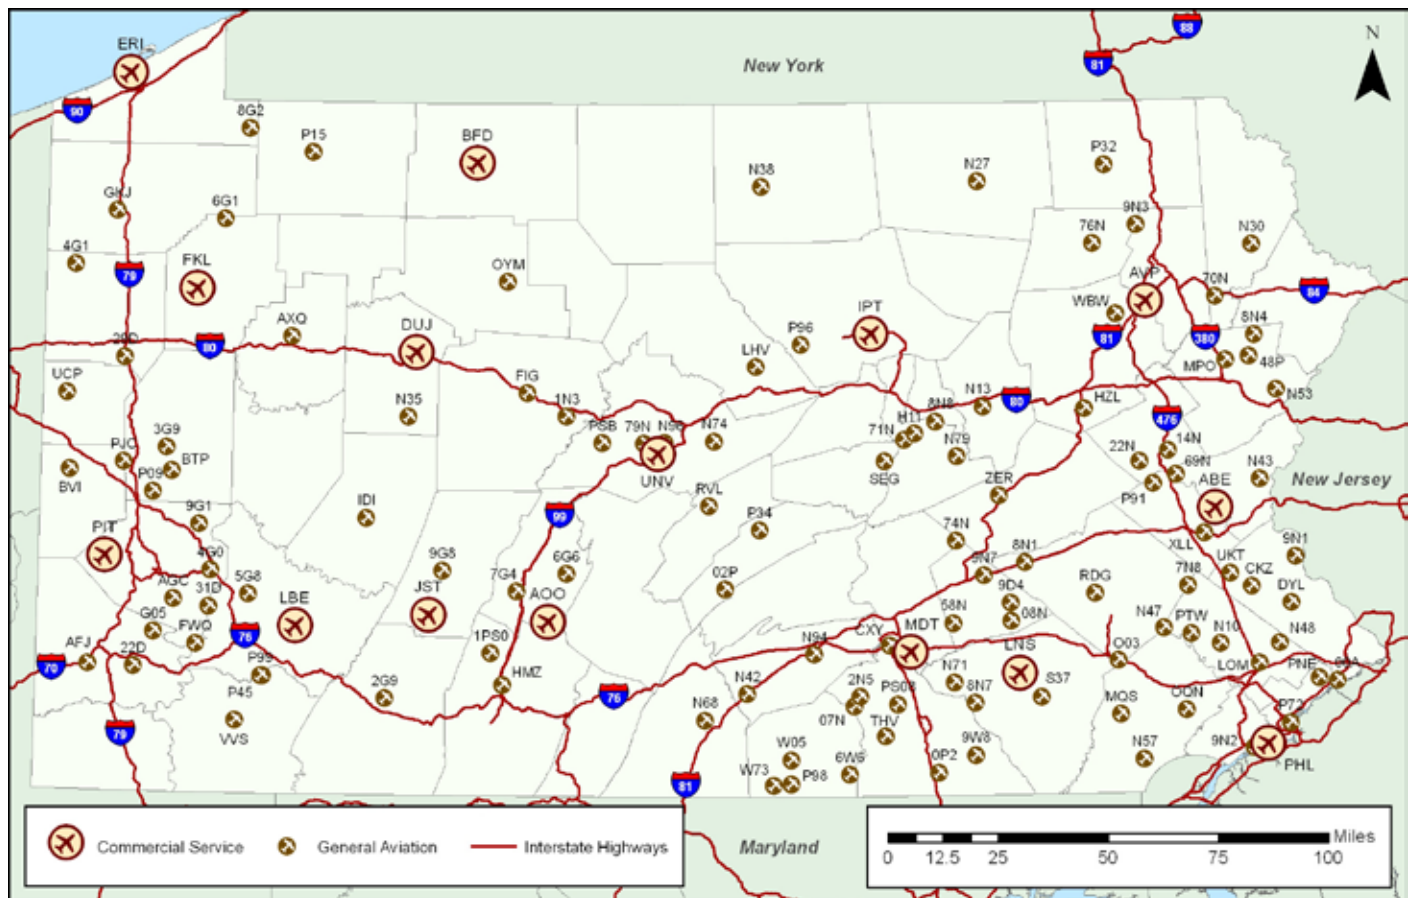 88
N
ERI
81
New York
90
8G2
P15
BFD
P32
N38
N27
GKJ
6G1
9N3
76N
N30
4G1
FKL
79
OYM
AVP
70N
84
WBW
IPT
AXQ
DUJ
P96
8N4
80
81
380
29D
LHV
MPO
48P
UCP
FIG
N13
N53
80
HZL
N35
1N3
8N8
H11
476
3G9
PSB
79N
N96
N74
71N
N79
14N
PJC
BTP
22N
69N
N43
BVI
P09
UNV
SEG
ZER
P91
ABE
New Jersey
RVL
IDI
9G1
99
P34
PIT
74N
XLL
9N1
4G0
9G8
6G6
9N7
8N1
UKT
AGC
31D
5G8
7G4
02P
9D4
RDG
7N8
CKZ
DYL
JST
AOO
G05
LBE
58N
08N
N47
PTW
FWQ
76
1PS0
CXY
MDT
N10
N48
AFJ
22D
N94
LNS
O03
70
P99
HMZ
N71
LOM
PNE
P45
2G9
76
N42
2N5
PS08
8N7
S37
MQS
OQN
N68
07N
P72
VVS
79
THV
9N2
W05
9W8
N57
PHL
W73
P98
6W6
0P2
81
Commercial Service
General Aviation
Interstate Highways
Maryland
Miles
0 12.5 25 50 75 100